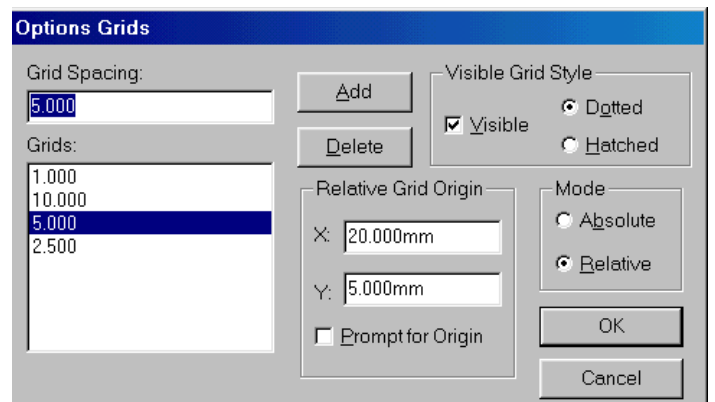 Options Grids
Grid Spacing:
5.000
Grids:
1.000
10.000
5.000
2.500
Add
Delete
Visible Grid Style
Visible
Dotted
Hatched
Relative Grid Origin
X: 20.000mm
Y: 5.000mm
Prompt for Origin
Mode
Absolute
Relative
OK
Cancel